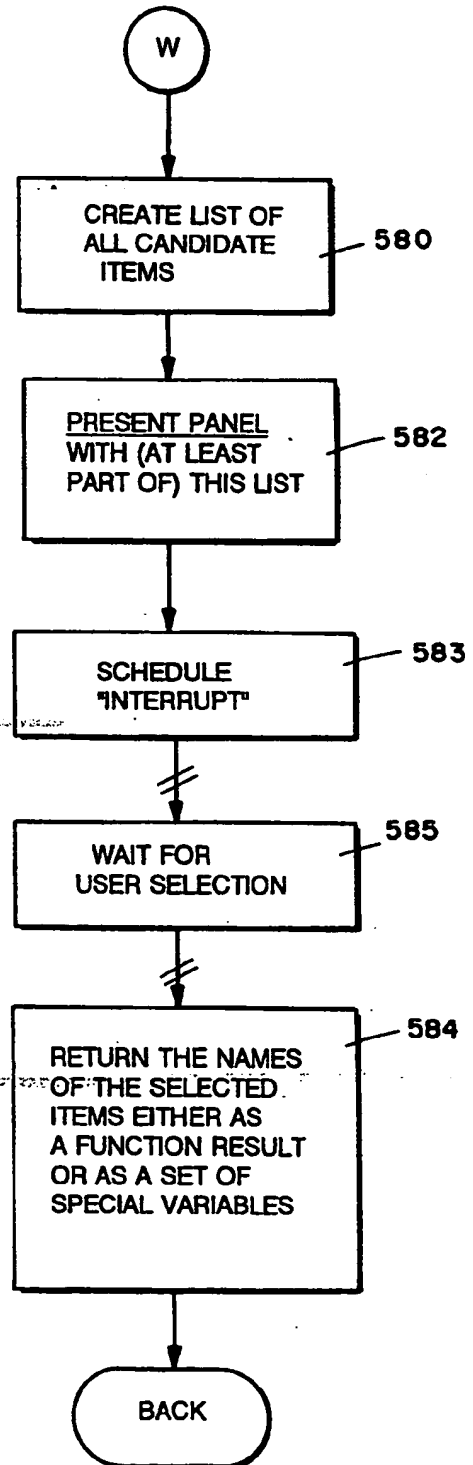 W
CREATE LIST OF
ALL CANDIDATE
ITEMS
580
PRESENT PANEL
WITH (AT LEAST
PART OF) THIS LIST
582
SCHEDULE
"INTERRUPT"
583
WAIT FOR
USER SELECTION
585
RETURN THE NAMES
OF THE SELECTED
ITEMS EITHER AS
A FUNCTION RESULT
OR AS A SET OF
SPECIAL VARIABLES
584
BACK